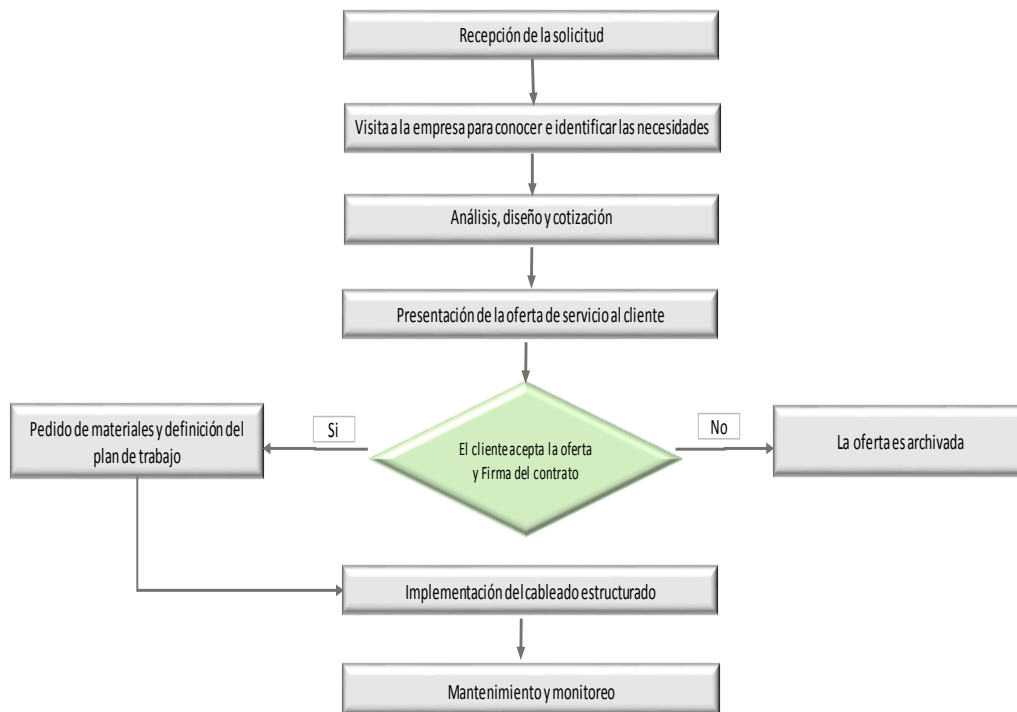 Recepción de la solicitud
Visita a la empresa para conocer e identificar las necesidades
Análisis, diseño y cotización
Presentación de la oferta de servicio al cliente
Pedido de materiales y definición del
plan de trabajo
Si
El cliente acepta la oferta
y Firma del contrato
No
La oferta es archivada
Implementación del cableado estructurado
Mantenimiento y monitoreo